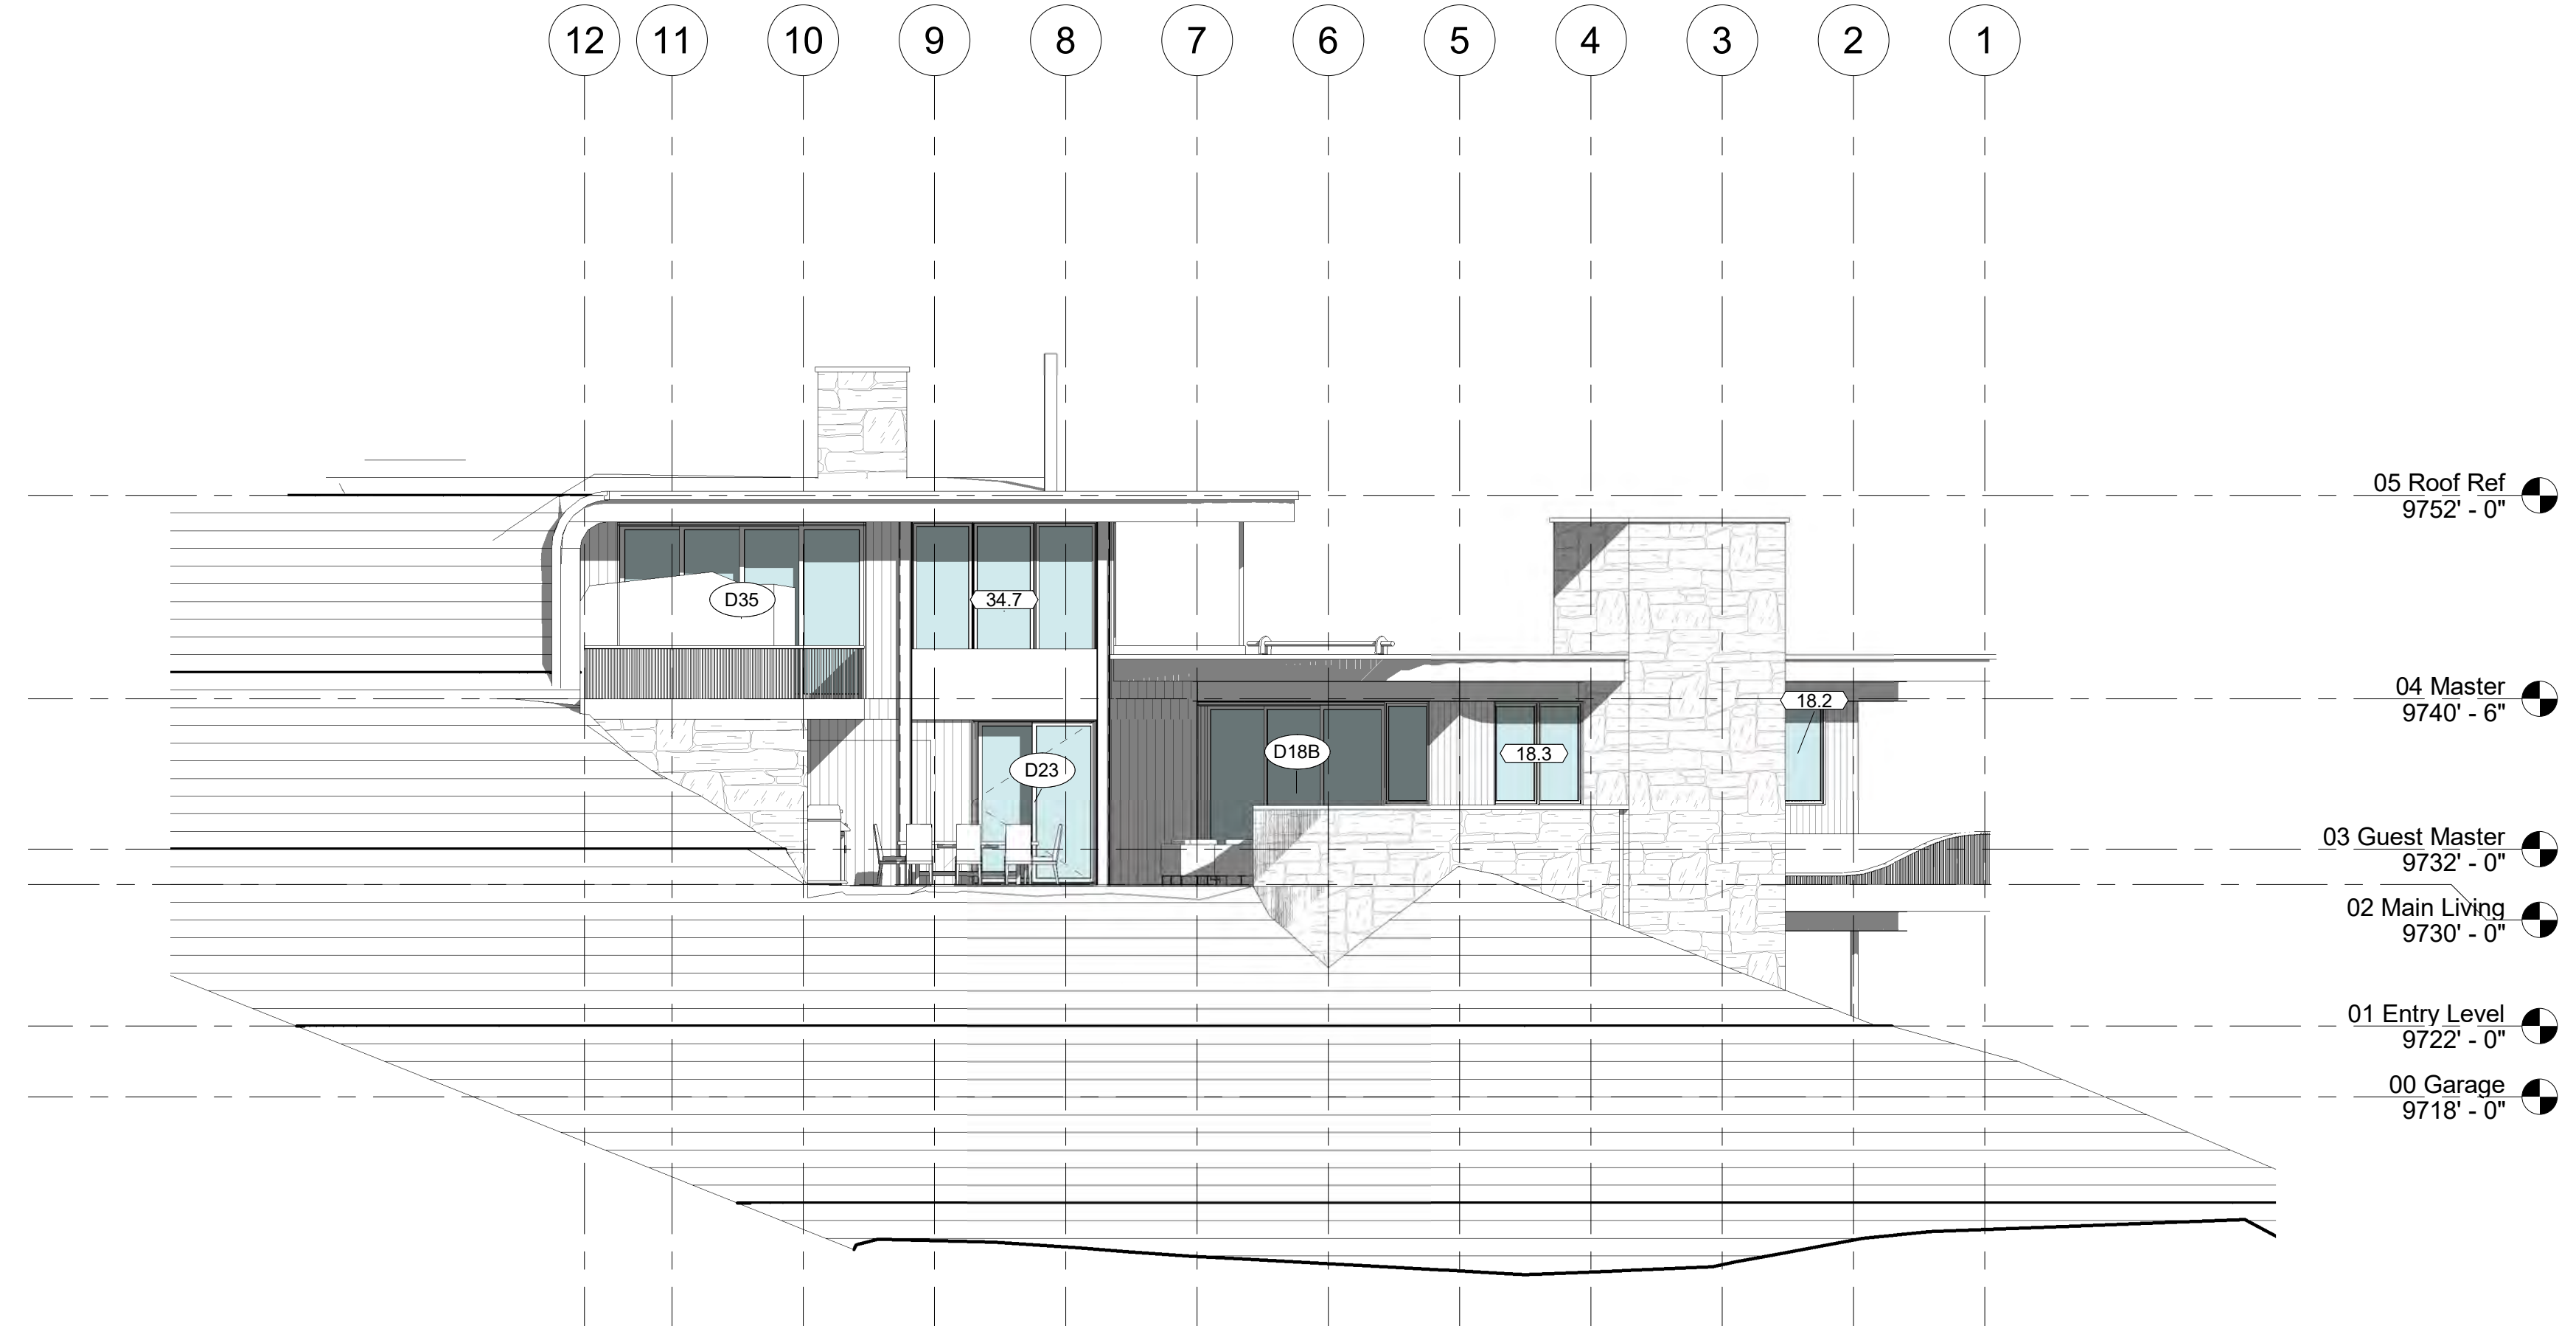 12 11 10 9 8 7 6 5 4 3 2 1
05 Roof Ref
9752' - 0"
D35
34.7
04 Master
9740' - 6"
18.2
D18B
18.3
D23
03 Guest Master
9732' - 0"
02 Main Living
9730' - 0"
01 Entry Level
9722' - 0"
00 Garage
9718' - 0"